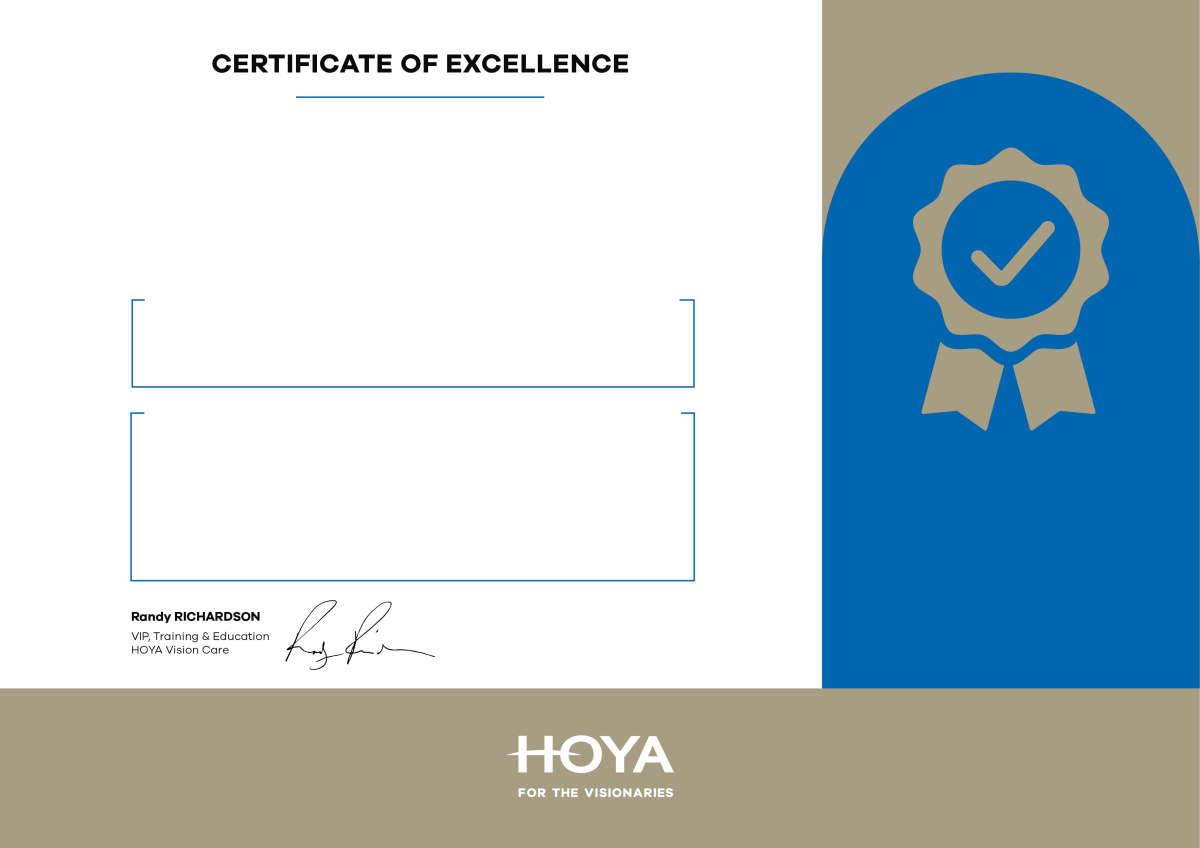 CERTIFICATE OF EXCELLENCE
Randy RICHARDSON
VIP, Training & Education
HOYA Vision Care
HOYA
FOR THE VISIONARIES